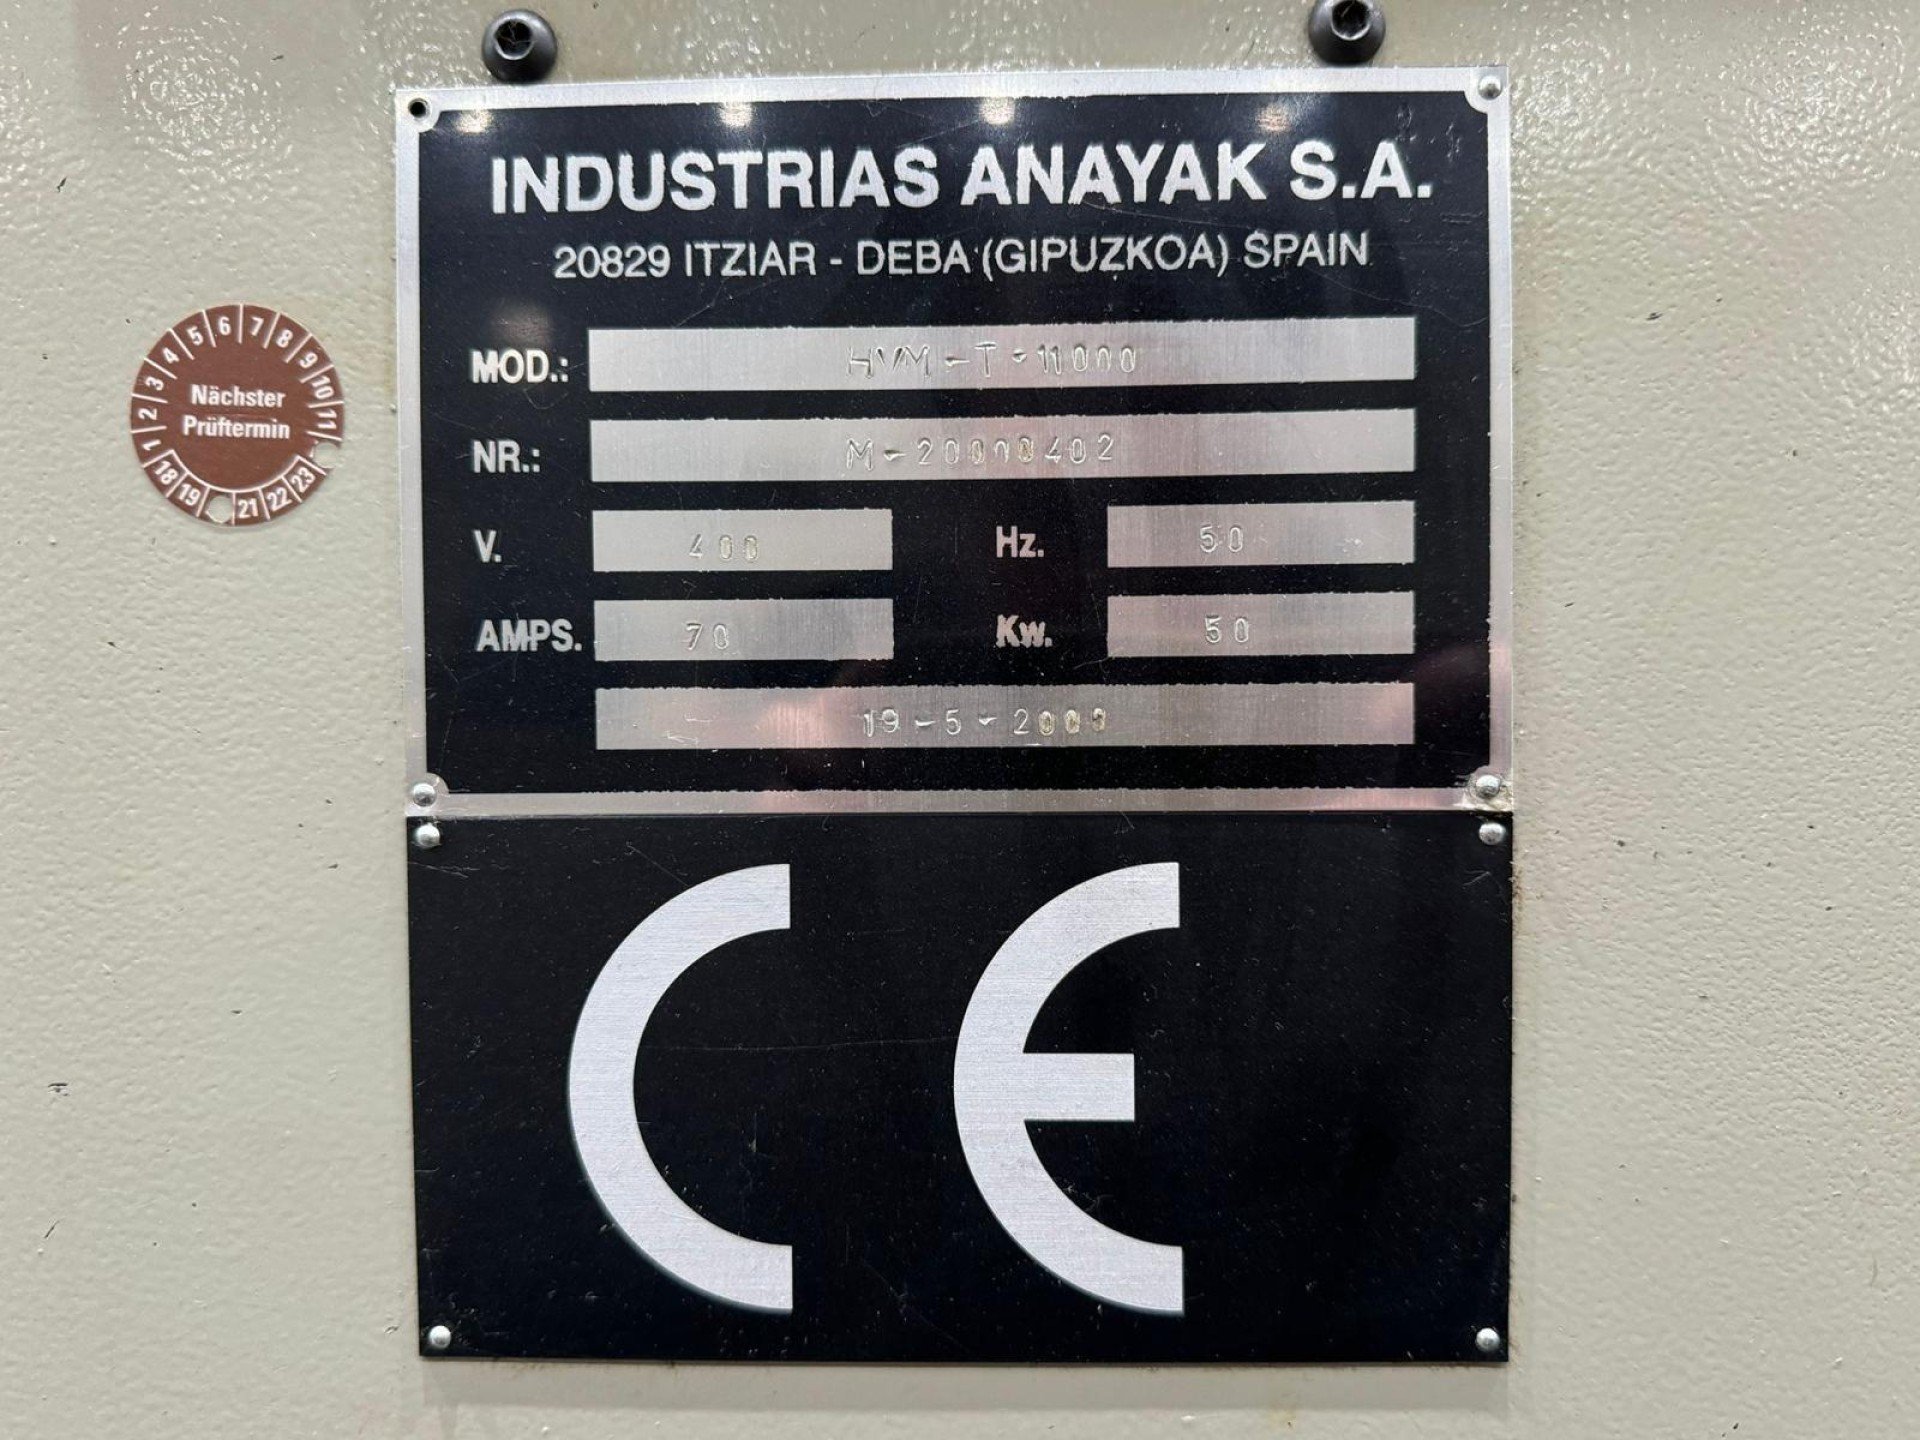 INDUSTRIAS ANAYAK S.A.
20829 ITZIAR - DEBA (GIPUZKOA) SPAIN
MOD.: HVM-T-11000
NR.: M-20000402
V. 400 Hz. 50
AMPS. 70 Kw. 50
19-5-2000
CE
1 2 3 4 5 6 7 8 9 10 11
Nächster
Prüftermin
18 19 21 22 23